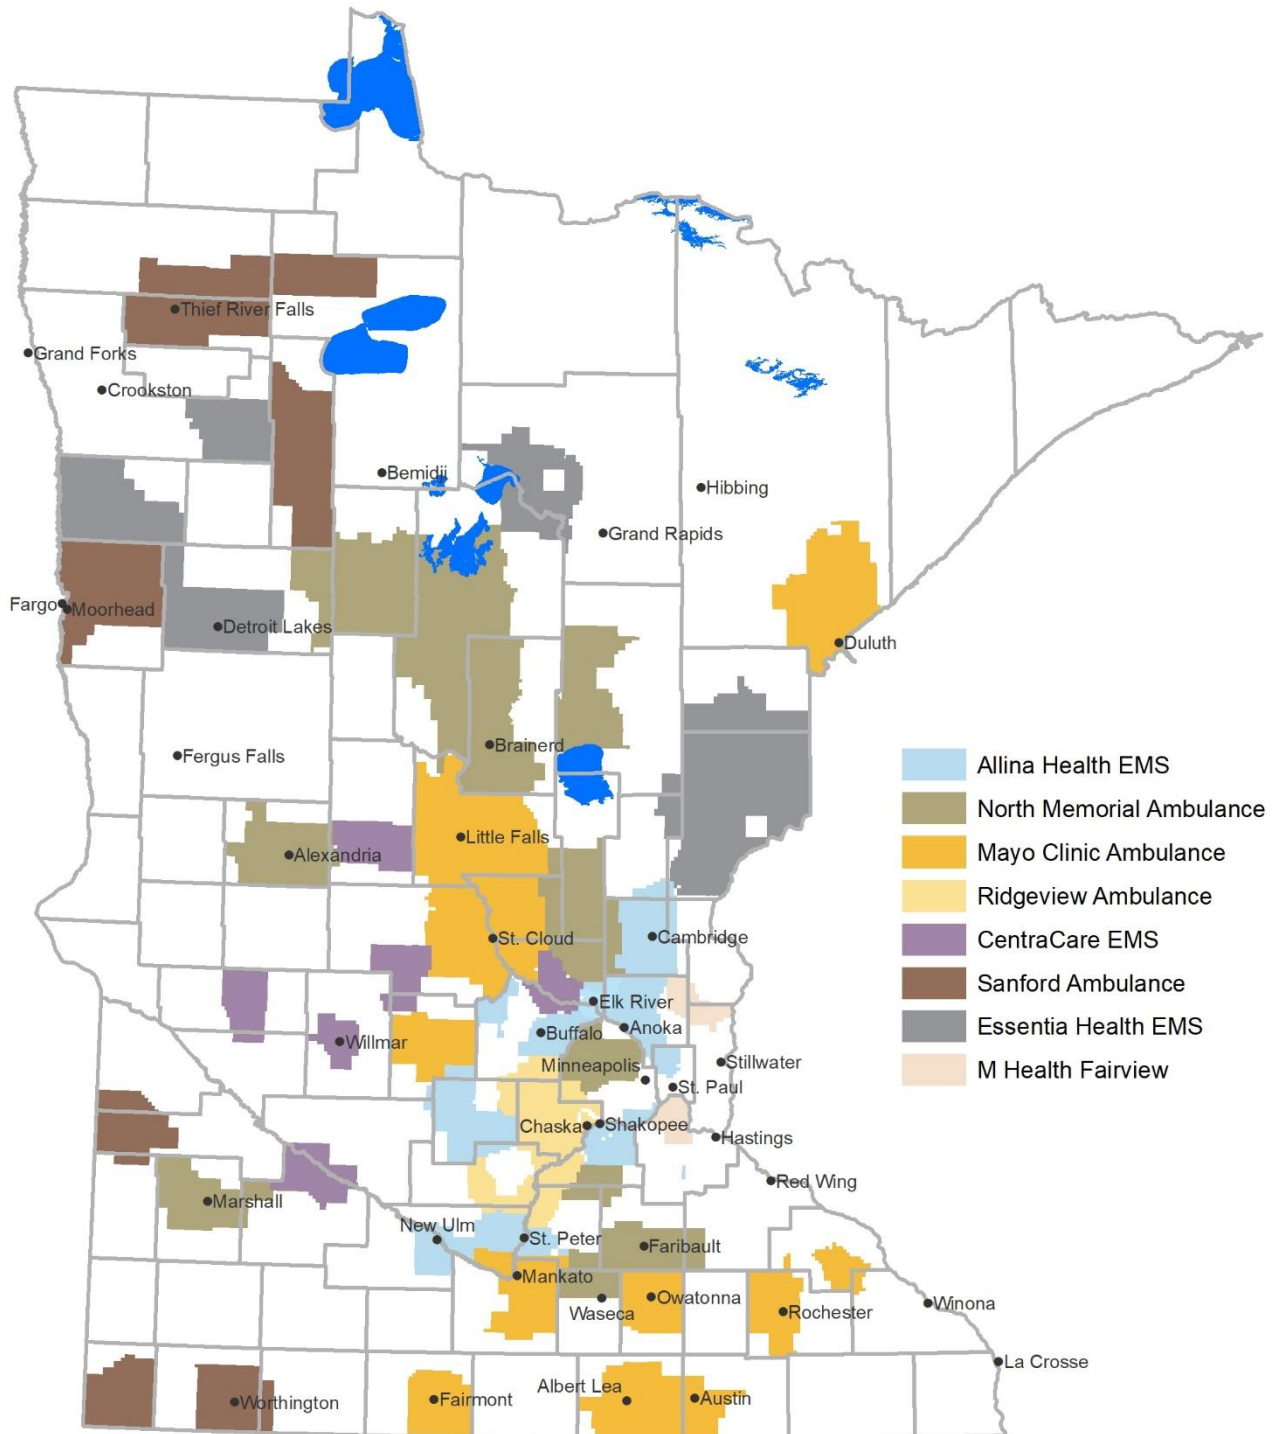 Thief River Falls
Grand Forks
Crookston
Bemidji
Hibbing
Grand Rapids
Fargo
Moorhead
Detroit Lakes
Duluth
Brainerd
Fergus Falls
Allina Health EMS
North Memorial Ambulance
Little Falls
Alexandria
Mayo Clinic Ambulance
Ridgeview Ambulance
St. Cloud
Cambridge
CentraCare EMS
Sanford Ambulance
Elk River
Essentia Health EMS
Buffalo
Anoka
Willmar
Minneapolis
Stillwater
M Health Fairview
St. Paul
Chaska
Shakopee
Hastings
Red Wing
Marshall
New Ulm
St. Peter
Faribault
Mankato
Waseca
Owatonna
Rochester
Winona
La Crosse
Albert Lea
Worthington
Fairmont
Austin